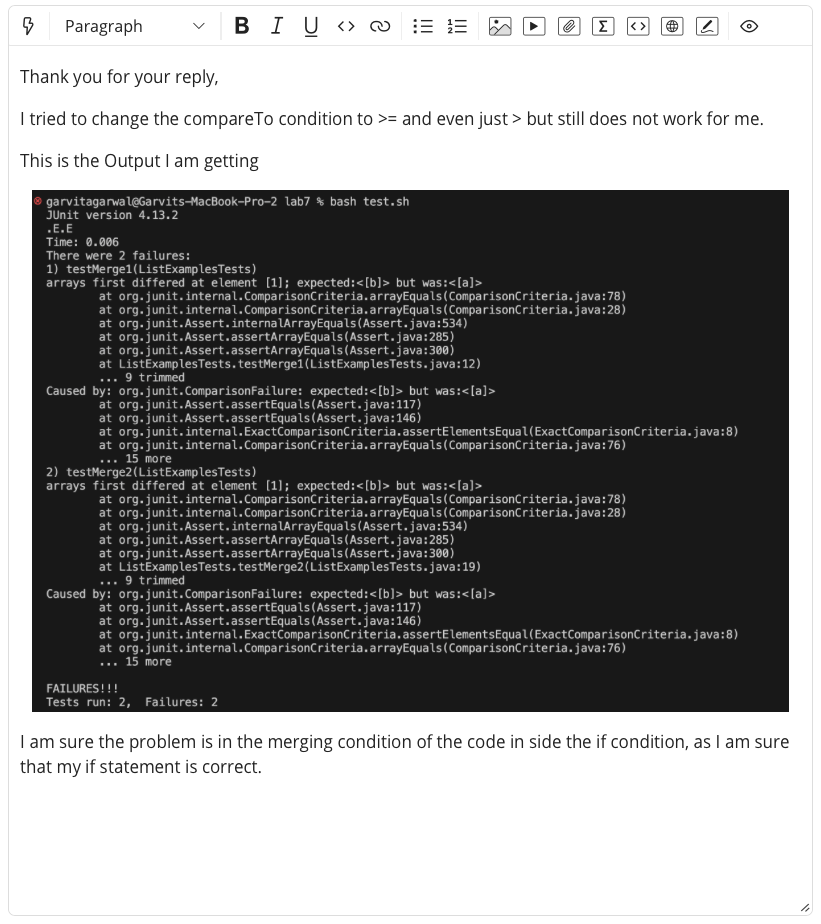 Paragraph
B I U
Thank you for your reply,
I tried to change the compareTo condition to >= and even just > but still does not work for me.
This is the Output I am getting
garvitagarwal@Garvits-MacBook-Pro-2 lab7 % bash test.sh
JUnit version 4.13.2
.E.E
Time: 0.006
There were 2 failures:
1) testMerge1(ListExamplesTests)
arrays first differed at element [1]; expected:<[b]> but was:<[a]>
        at org.junit.internal.ComparisonCriteria.arrayEquals(ComparisonCriteria.java:78)
        at org.junit.internal.ComparisonCriteria.arrayEquals(ComparisonCriteria.java:28)
        at org.junit.Assert.internalArrayEquals(Assert.java:534)
        at org.junit.Assert.assertArrayEquals(Assert.java:285)
        at org.junit.Assert.assertArrayEquals(Assert.java:300)
        at ListExamplesTests.testMerge1(ListExamplesTests.java:12)
        ... 9 trimmed
Caused by: org.junit.ComparisonFailure: expected:<[b]> but was:<[a]>
        at org.junit.Assert.assertEquals(Assert.java:117)
        at org.junit.Assert.assertEquals(Assert.java:146)
        at org.junit.internal.ExactComparisonCriteria.assertElementsEqual(ExactComparisonCriteria.java:8)
        at org.junit.internal.ComparisonCriteria.arrayEquals(ComparisonCriteria.java:76)
        ... 15 more
2) testMerge2(ListExamplesTests)
arrays first differed at element [1]; expected:<[b]> but was:<[a]>
        at org.junit.internal.ComparisonCriteria.arrayEquals(ComparisonCriteria.java:78)
        at org.junit.internal.ComparisonCriteria.arrayEquals(ComparisonCriteria.java:28)
        at org.junit.Assert.internalArrayEquals(Assert.java:534)
        at org.junit.Assert.assertArrayEquals(Assert.java:285)
        at org.junit.Assert.assertArrayEquals(Assert.java:300)
        at ListExamplesTests.testMerge2(ListExamplesTests.java:19)
        ... 9 trimmed
Caused by: org.junit.ComparisonFailure: expected:<[b]> but was:<[a]>
        at org.junit.Assert.assertEquals(Assert.java:117)
        at org.junit.Assert.assertEquals(Assert.java:146)
        at org.junit.internal.ExactComparisonCriteria.assertElementsEqual(ExactComparisonCriteria.java:8)
        at org.junit.internal.ComparisonCriteria.arrayEquals(ComparisonCriteria.java:76)
        ... 15 more
FAILURES!!!
Tests run: 2,  Failures: 2
I am sure the problem is in the merging condition of the code in side the if condition, as I am sure
that my if statement is correct.